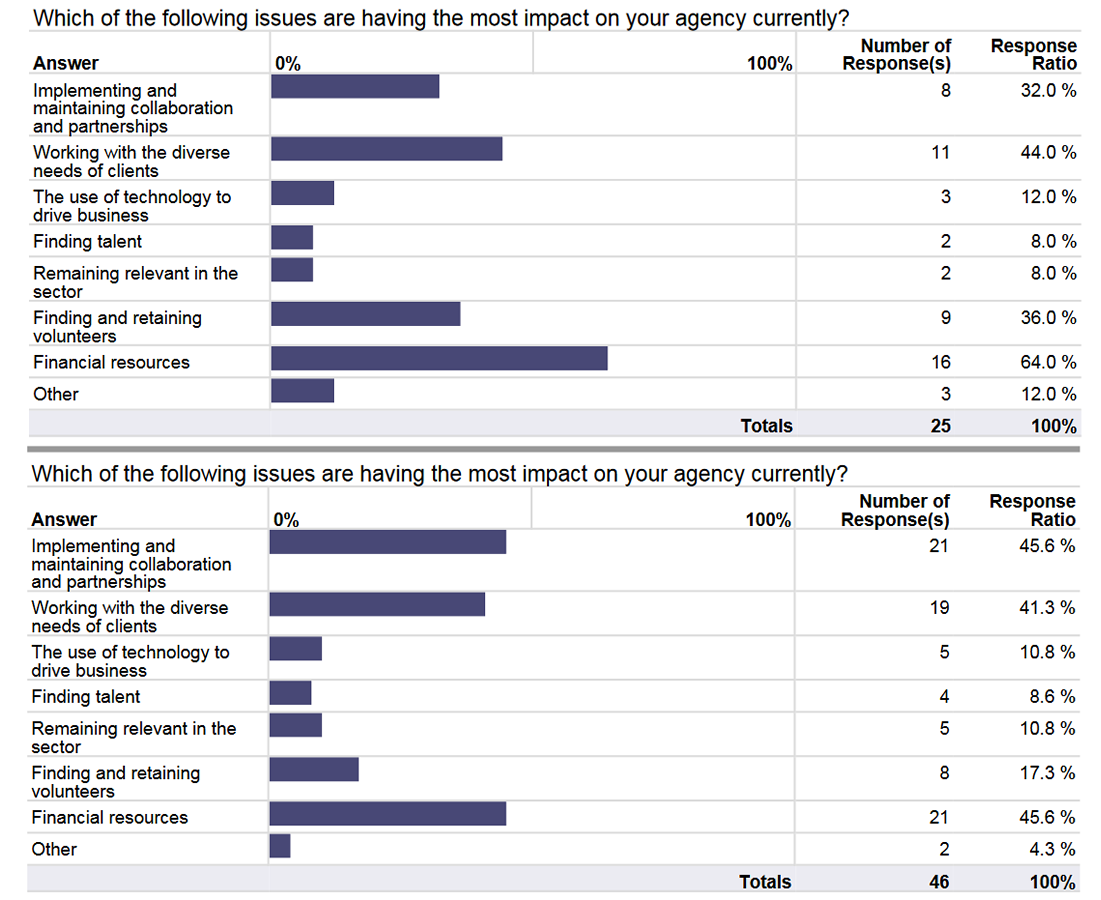 Which of the following issues are having the most impact on your agency currently?
Answer 0% 100% Number of Response(s) Response Ratio
Implementing and
maintaining collaboration
and partnerships 8 32.0 %
Working with the diverse
needs of clients 11 44.0 %
The use of technology to
drive business 3 12.0 %
Finding talent 2 8.0 %
Remaining relevant in the
sector 2 8.0 %
Finding and retaining
volunteers 9 36.0 %
Financial resources 16 64.0 %
Other 3 12.0 %
Totals 25 100%
Which of the following issues are having the most impact on your agency currently?
Answer 0% 100% Number of Response(s) Response Ratio
Implementing and
maintaining collaboration
and partnerships 21 45.6 %
Working with the diverse
needs of clients 19 41.3 %
The use of technology to
drive business 5 10.8 %
Finding talent 4 8.6 %
Remaining relevant in the
sector 5 10.8 %
Finding and retaining
volunteers 8 17.3 %
Financial resources 21 45.6 %
Other 2 4.3 %
Totals 46 100%